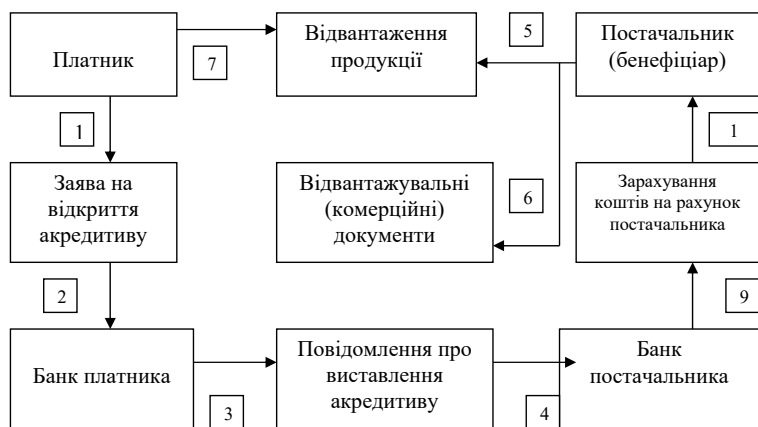 Платник
7
Відвантаження
продукції
5
Постачальник
(бенефіціар)
1
1
Заява на
відкриття
акредитиву
Відвантажувальні
(комерційні)
документи
6
Зарахування
коштів на рахунок
постачальника
2
9
Банк платника
3
Повідомлення про
виставлення
акредитиву
4
Банк
постачальника